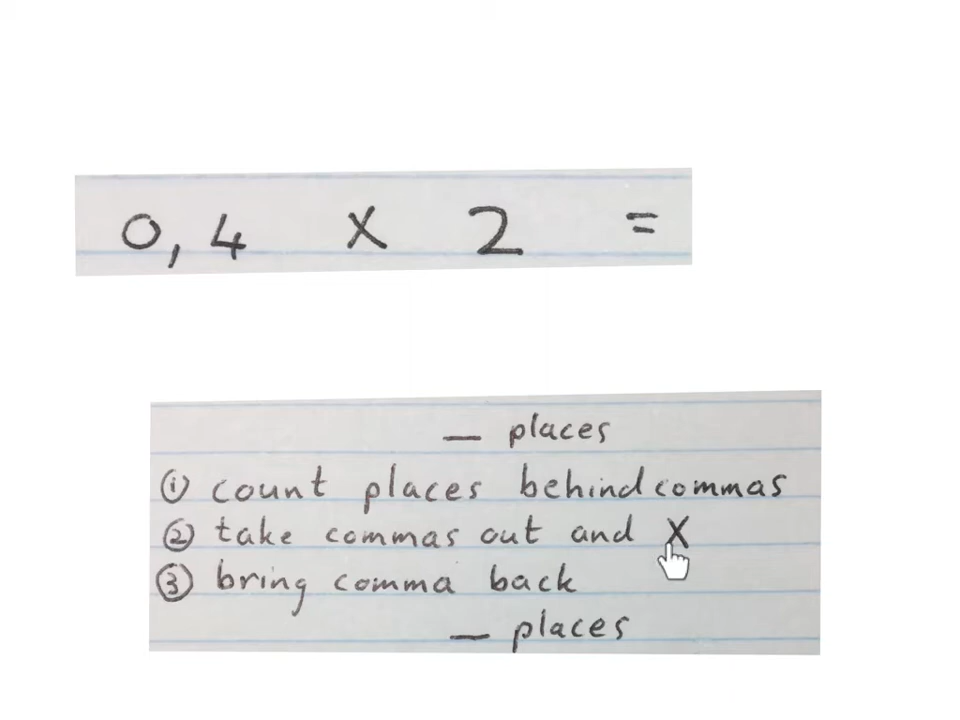 0,4 X 2 =
_ places
① count places behind commas
② take commas out and X
③ bring comma back
_ places